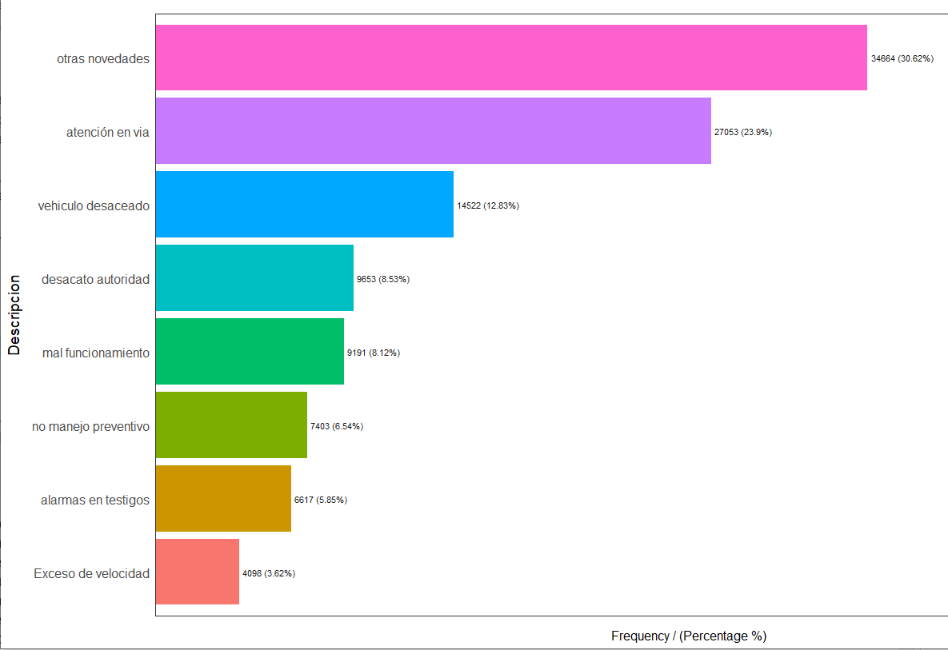 otras novedades 34664 (30.62%)
atención en via 27053 (23.9%)
vehiculo desaceado 14522 (12.83%)
desacato autoridad 9653 (8.53%)
mal funcionamiento 9191 (8.12%)
no manejo preventivo 7403 (6.54%)
alarmas en testigos 6617 (5.85%)
Exceso de velocidad 4098 (3.62%)
Descripcion
Frequency / (Percentage %)